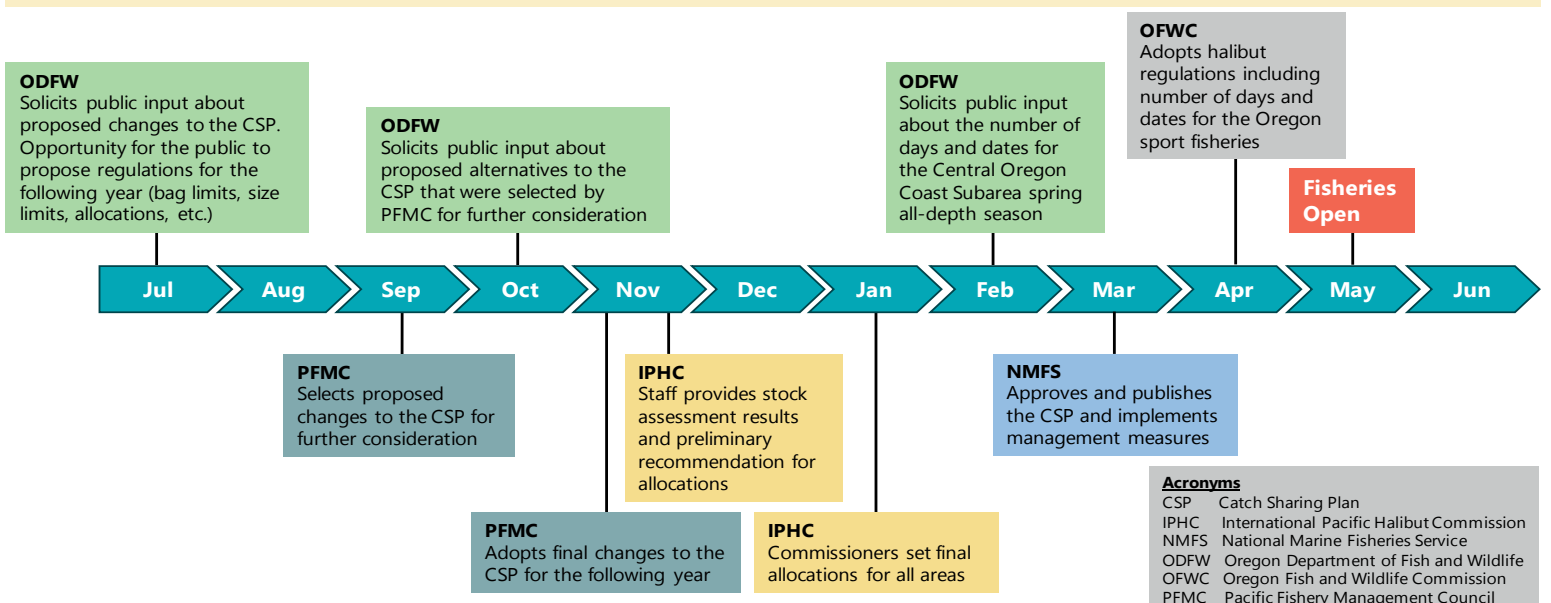 OFWC
Adopts halibut
regulations including
number of days and
dates for the Oregon
sport fisheries
ODFW
Solicits public input about
proposed changes to the CSP.
Opportunity for the public to
propose regulations for the
following year (bag limits, size
limits, allocations, etc.)
ODFW
Solicits public input about
proposed alternatives to the
CSP that were selected by
PFMC for further consideration
ODFW
Solicits public input
about the number of
days and dates for
the Central Oregon
Coast Subarea spring
all-depth season
Fisheries
Open
Jul Aug Sep Oct Nov Dec Jan Feb Mar Apr May Jun
PFMC
Selects proposed
changes to the CSP for
further consideration
IPHC
Staff provides stock
assessment results
and preliminary
recommendation for
allocations
NMFS
Approves and publishes
the CSP and implements
management measures
PFMC
Adopts final changes to the
CSP for the following year
IPHC
Commissioners set final
allocations for all areas
Acronyms
CSP Catch Sharing Plan
IPHC International Pacific Halibut Commission
NMFS National Marine Fisheries Service
ODFW Oregon Department of Fish and Wildlife
OFWC Oregon Fish and Wildlife Commission
PFMC Pacific Fishery Management Council